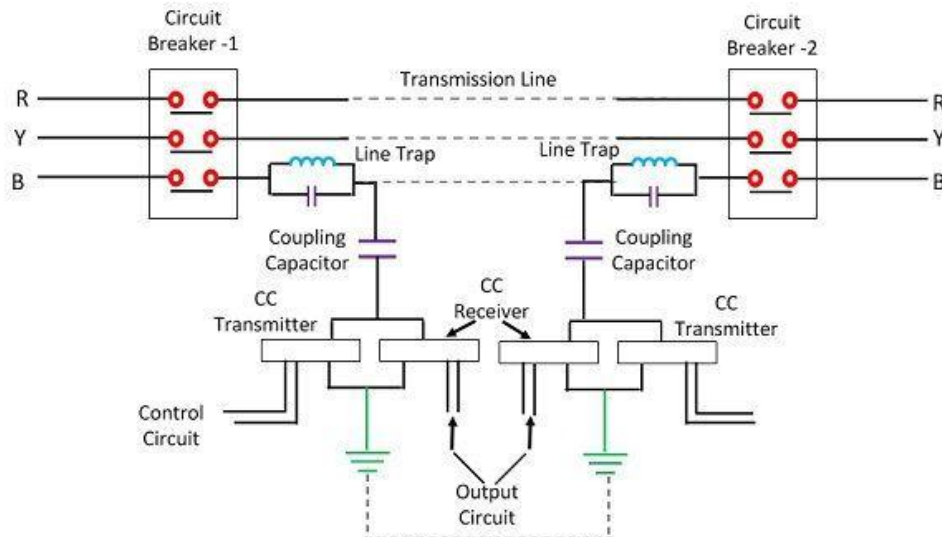 Circuit
Breaker -1
Circuit
Breaker -2
Transmission Line
R
R
Y
Y
Line Trap
Line Trap
B
B
Coupling
Capacitor
Coupling
Capacitor
CC
Transmitter
CC
Receiver
CC
Transmitter
Control
Circuit
Output
Circuit